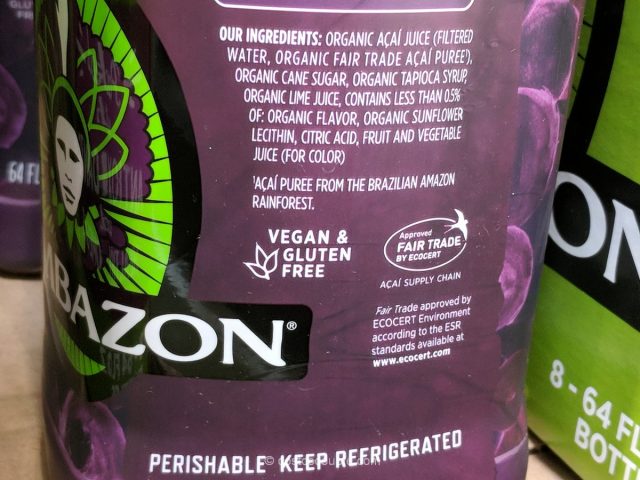 OUR INGREDIENTS: ORGANIC AÇAÍ JUICE (FILTERED
WATER, ORGANIC FAIR TRADE AÇAÍ PUREE¹),
ORGANIC CANE SUGAR, ORGANIC TAPIOCA SYRUP,
ORGANIC LIME JUICE, CONTAINS LESS THAN 0.5%
OF: ORGANIC FLAVOR, ORGANIC SUNFLOWER
LECITHIN, CITRIC ACID, FRUIT AND VEGETABLE
JUICE (FOR COLOR)
¹AÇAÍ PUREE FROM THE BRAZILIAN AMAZON
RAINFOREST.
VEGAN &
GLUTEN
FREE
Approved
FAIR TRADE
BY ECOCERT
AÇAÍ SUPPLY CHAIN
Fair Trade approved by
ECOCERT Environment
according to the ESR
standards available at
www.ecocert.com
MBAZON®
PERISHABLE KEEP REFRIGERATED
64 FL
ON
8 - 64 FL
BOTT